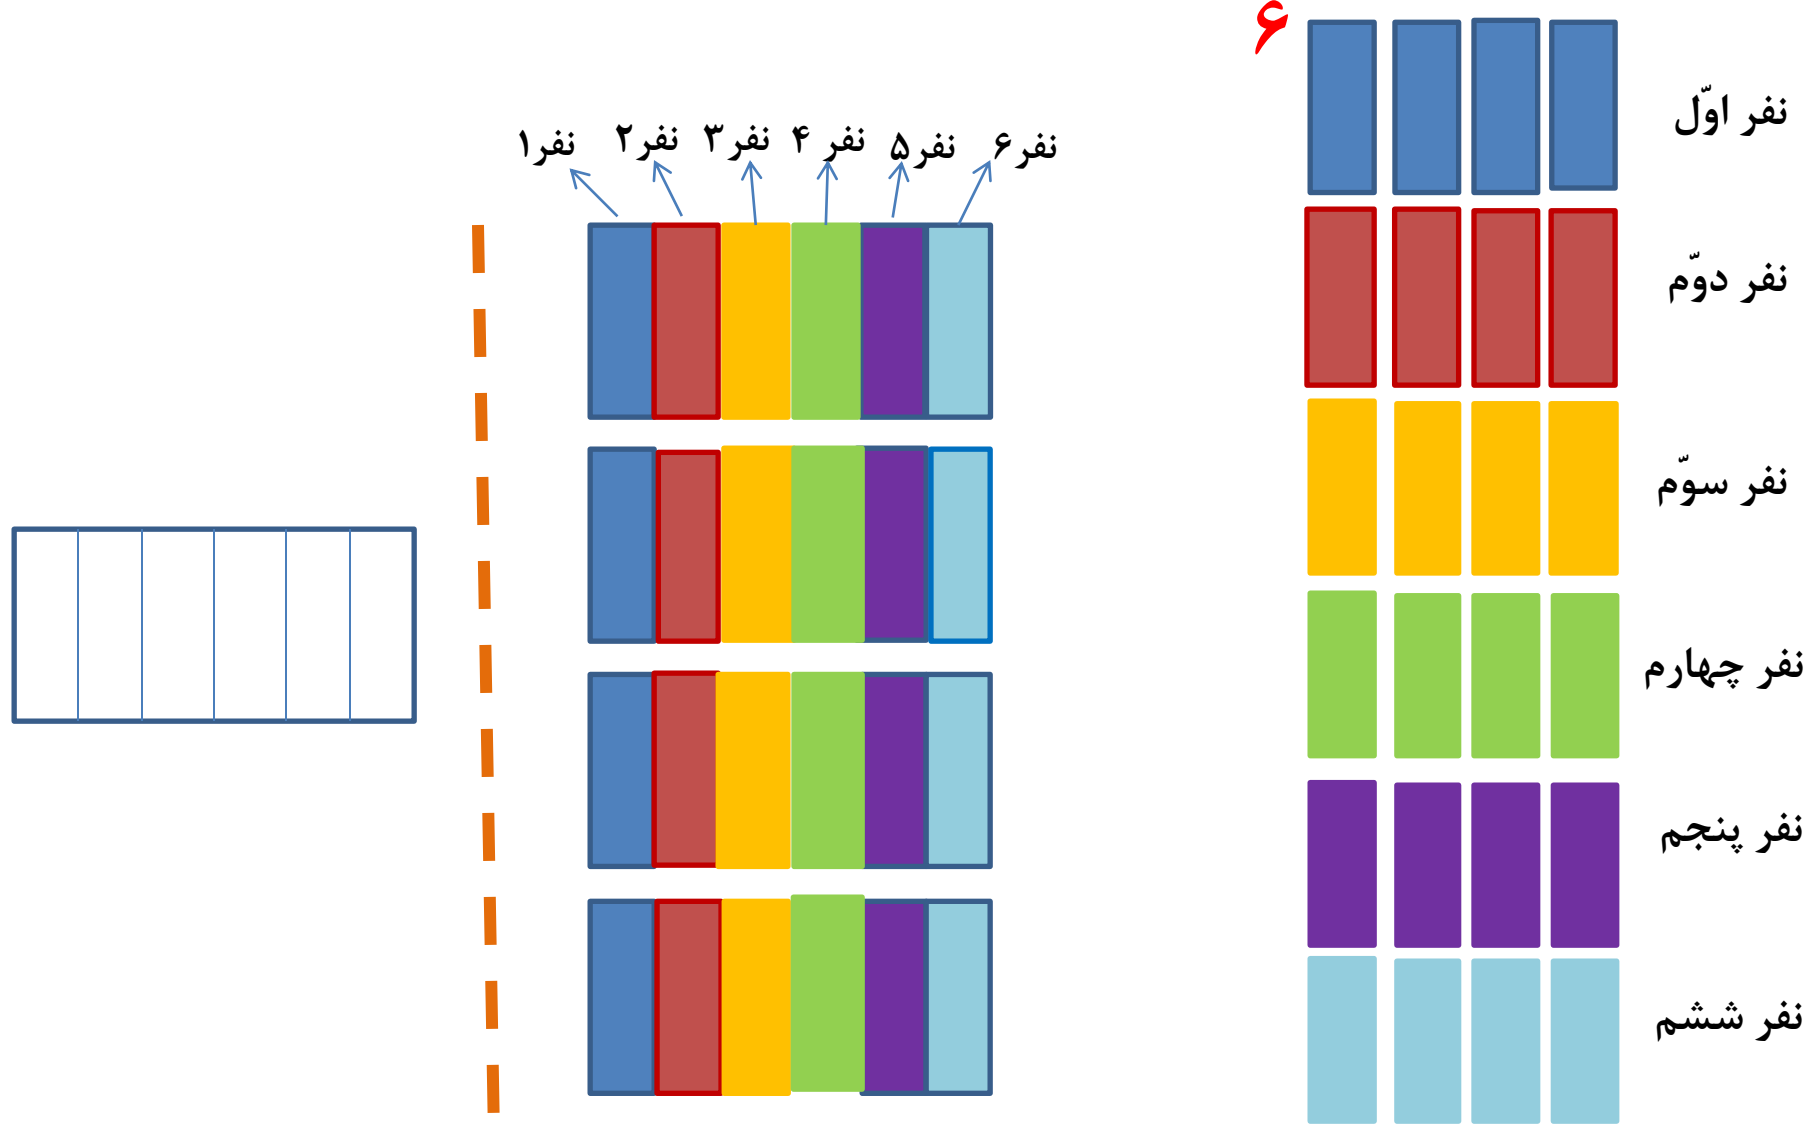 ۶
نفر اوّل
نفر۶ نفر۵ نفر ۴ نفر۳ نفر۲ نفر۱
نفر دوّم
نفر سوّم
نفر چهارم
نفر پنجم
نفر ششم